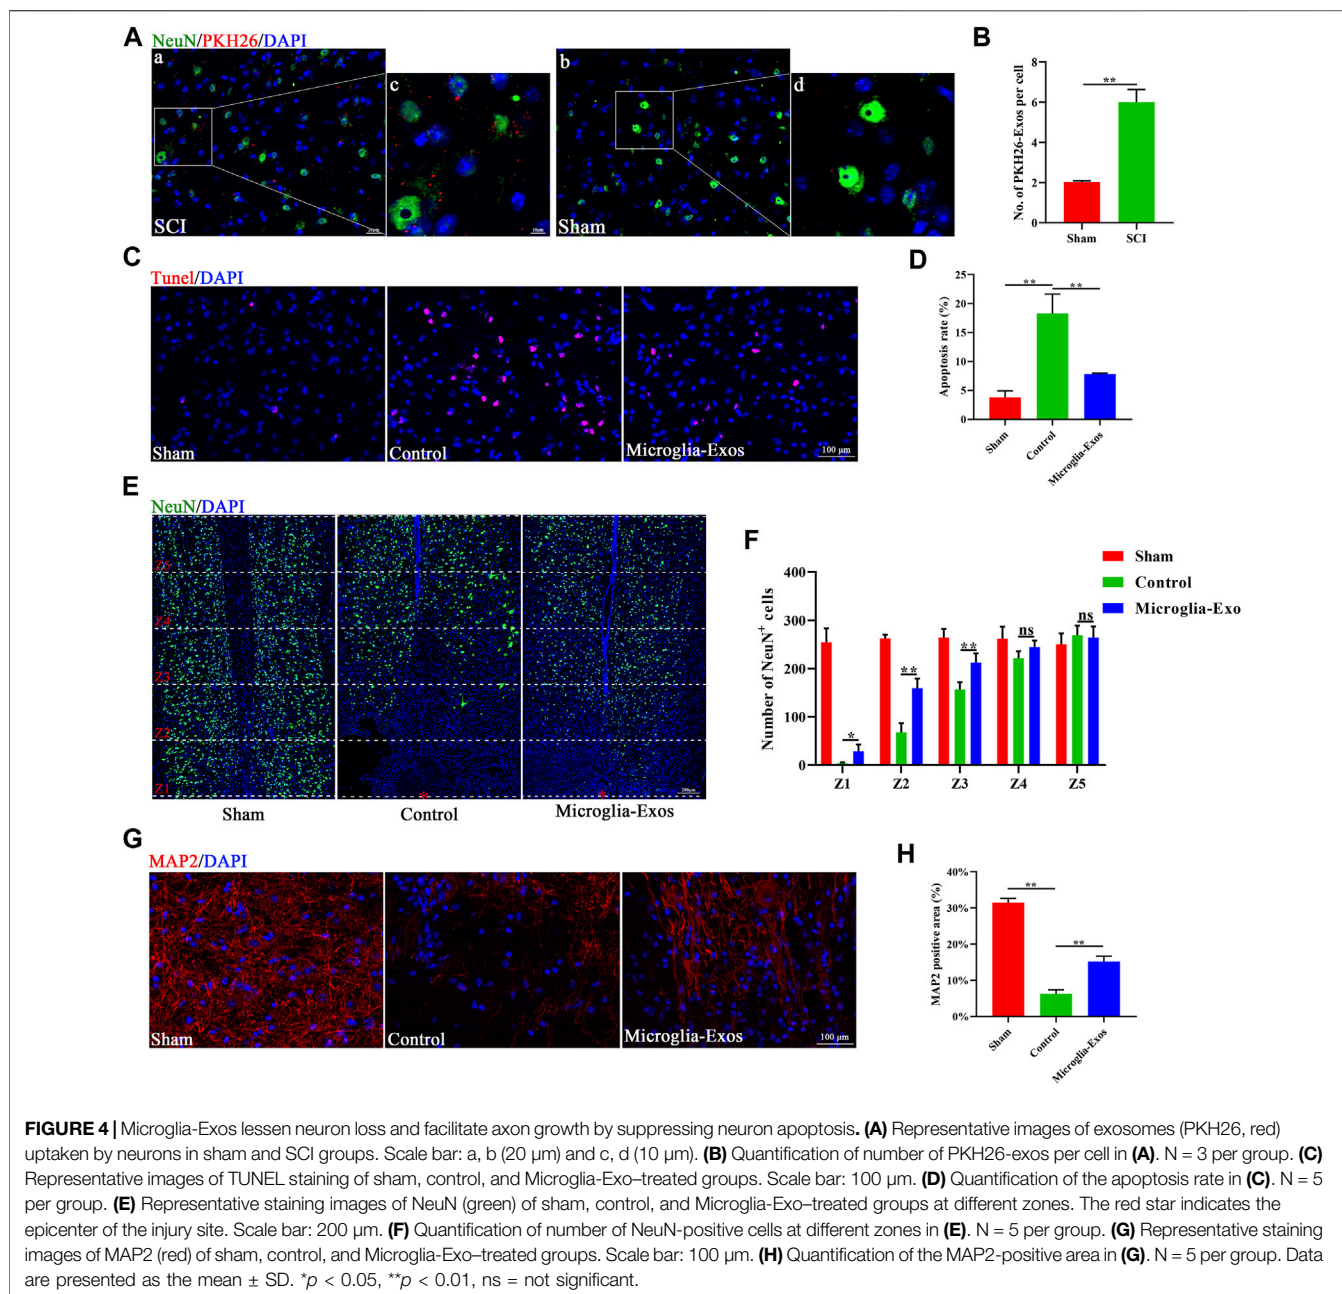 A
NeuN/PKH26/DAPI
a
c
SCI
20μm
10μm
b
d
Sham
B
No. of PKH26-Exos per cell
8
6
4
2
0
**
Sham
SCI
C
Tunel/DAPI
Sham
Control
Microglia-Exos
100 μm
D
Apoptosis rate (%)
25
20
15
10
5
0
**
**
Sham
Control
Microglia-Exos
E
NeuN/DAPI
Z5
Z4
Z3
Z2
Z1
*
*
200μm
Sham
Control
Microglia-Exos
F
Number of NeuN⁺ cells
400
300
200
100
0
*
**
**
ns
ns
Z1
Z2
Z3
Z4
Z5
Sham
Control
Microglia-Exo
G
MAP2/DAPI
Sham
Control
Microglia-Exos
100 μm
H
MAP2 positive area (%)
40%
30%
20%
10%
0%
**
**
Sham
Control
Microglia-Exos
FIGURE 4 | Microglia-Exos lessen neuron loss and facilitate axon growth by suppressing neuron apoptosis. (A) Representative images of exosomes (PKH26, red)
uptaken by neurons in sham and SCI groups. Scale bar: a, b (20 μm) and c, d (10 μm). (B) Quantification of number of PKH26-exos per cell in (A). N = 3 per group. (C)
Representative images of TUNEL staining of sham, control, and Microglia-Exo–treated groups. Scale bar: 100 μm. (D) Quantification of the apoptosis rate in (C). N = 5
per group. (E) Representative staining images of NeuN (green) of sham, control, and Microglia-Exo–treated groups at different zones. The red star indicates the
epicenter of the injury site. Scale bar: 200 μm. (F) Quantification of number of NeuN-positive cells at different zones in (E). N = 5 per group. (G) Representative staining
images of MAP2 (red) of sham, control, and Microglia-Exo–treated groups. Scale bar: 100 μm. (H) Quantification of the MAP2-positive area in (G). N = 5 per group. Data
are presented as the mean ± SD. *p < 0.05, **p < 0.01, ns = not significant.